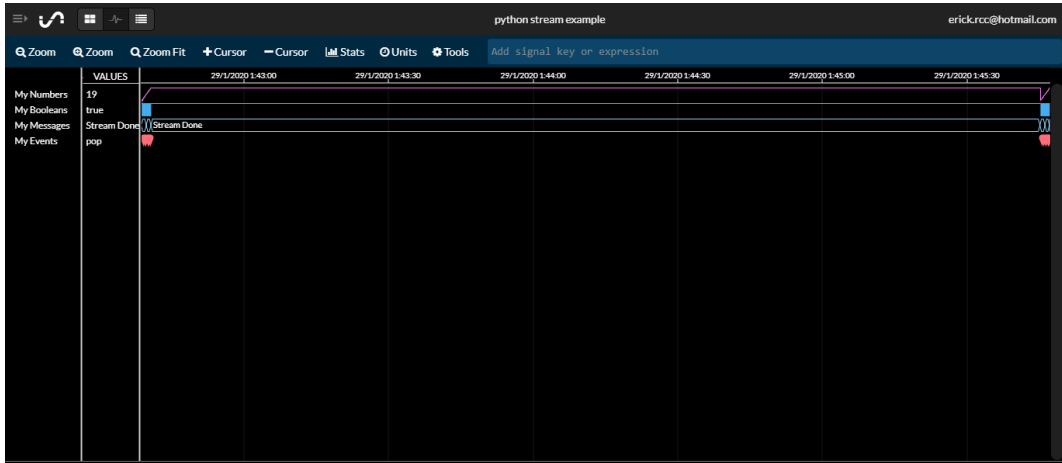 python stream example erick.rcc@hotmail.com
Zoom Zoom Zoom Fit Cursor Cursor Stats Units Tools Add signal key or expression
VALUES 29/1/2020 1:43:00 29/1/2020 1:43:30 29/1/2020 1:44:00 29/1/2020 1:44:30 29/1/2020 1:45:00 29/1/2020 1:45:30
My Numbers 19
My Booleans true
My Messages Stream Done Stream Done
My Events pop